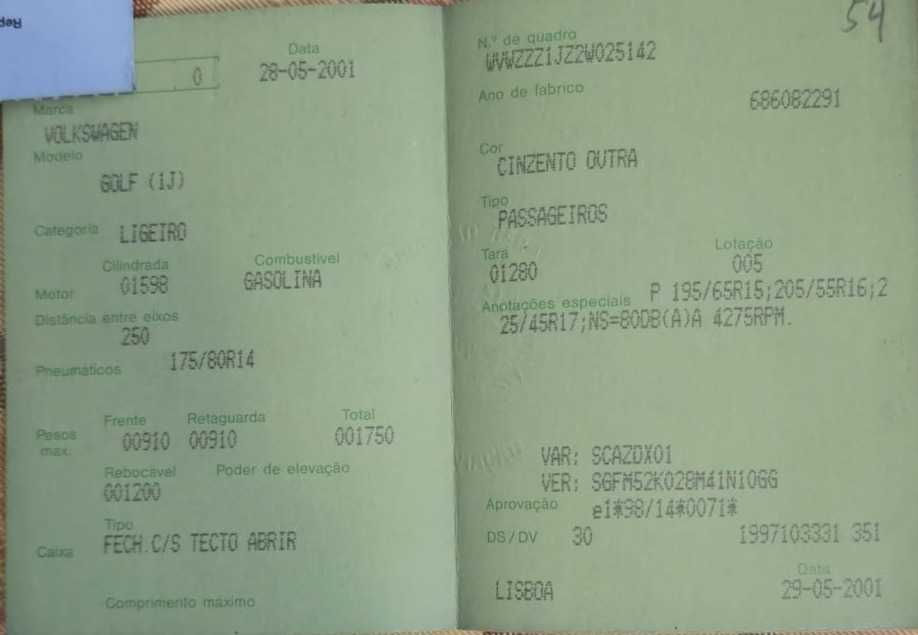 Rep
Data
0 28-05-2001
Marca
VOLKSWAGEN
Modelo
GOLF (1J)
Categoria LIGEIRO
Cilindrada Combustível
Motor 01598 GASOLINA
Distância entre eixos
250
Pneumáticos 175/80R14
Frente Retaguarda Total
Pesos máx. 00910 00910 001750
Rebocável Poder de elevação
001200
Tipo
Caixa FECH.C/S TECTO ABRIR
Comprimento máximo
54
N.º de quadro
WVWZZZ1JZ2W025142
Ano de fabrico
686082291
Cor
CINZENTO OUTRA
Tipo
PASSAGEIROS
Tara Lotação
01280 005
Anotações especiais P 195/65R15;205/55R16;2
25/45R17;NS=80DB(A)A 4275RPM.
VAR: SCAZDX01
VER: SGFM52K028M41N10GG
Aprovação e1*98/14*0071*
DS/DV 30 1997103331 351
Data
LISBOA 29-05-2001